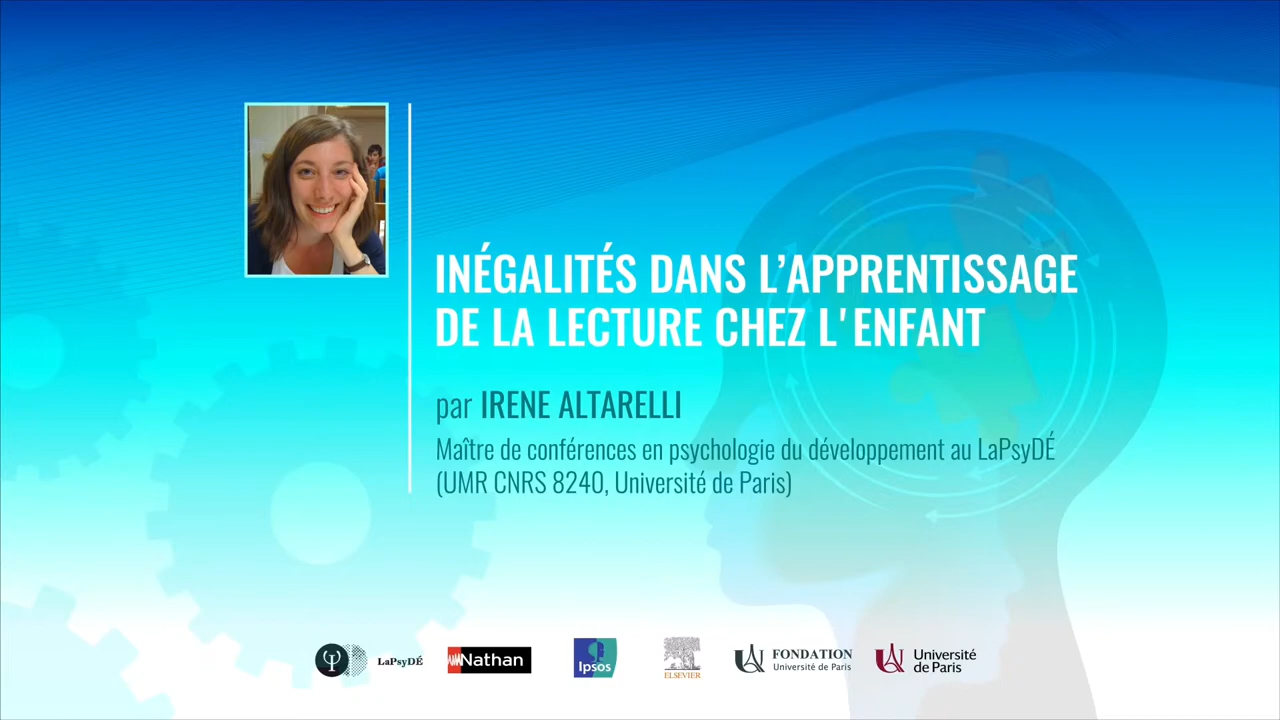 INÉGALITÉS DANS L’APPRENTISSAGE
DE LA LECTURE CHEZ L'ENFANT
par IRENE ALTARELLI
Maître de conférences en psychologie du développement au LaPsyDÉ
(UMR CNRS 8240, Université de Paris)
LaPsyDÉ
Nathan
Ipsos
ELSEVIER
FONDATION
Université de Paris
Université
de Paris